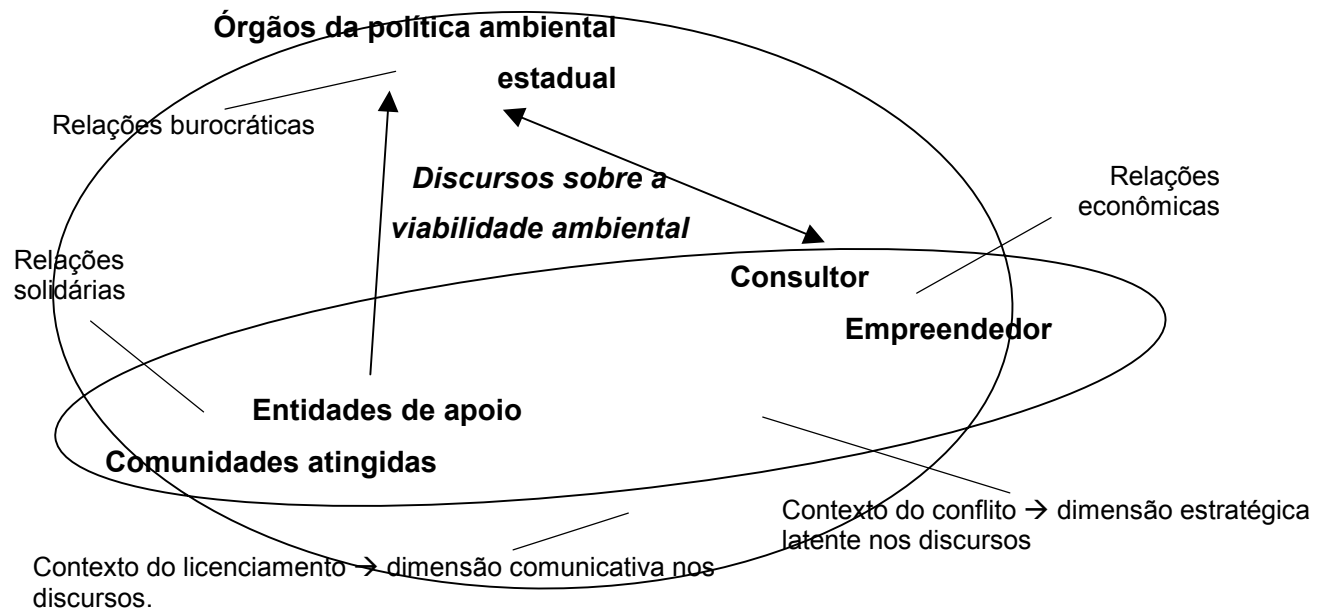 Órgãos da política ambiental
estadual
Relações burocráticas
Discursos sobre a
viabilidade ambiental
Relações
econômicas
Relações
solidárias
Consultor
Empreendedor
Entidades de apoio
Comunidades atingidas
Contexto do conflito → dimensão estratégica
latente nos discursos
Contexto do licenciamento → dimensão comunicativa nos
discursos.